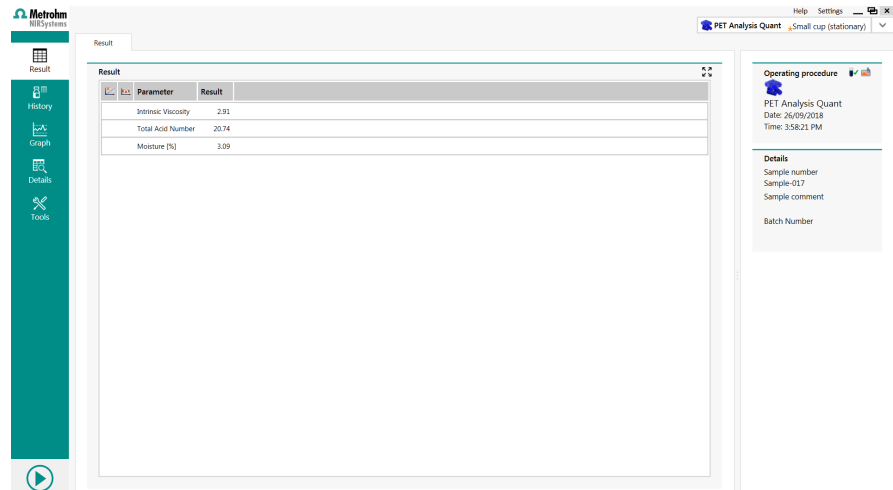 Ω Metrohm
NIRSystems
Help Settings
PET Analysis Quant Small cup (stationary)
Result
Result
History
Graph
Details
Tools
Result
Parameter Result
Intrinsic Viscosity 2.91
Total Acid Number 20.74
Moisture [%] 3.09
Operating procedure
PET Analysis Quant
Date: 26/09/2018
Time: 3:58:21 PM
Details
Sample number
Sample-017
Sample comment
Batch Number